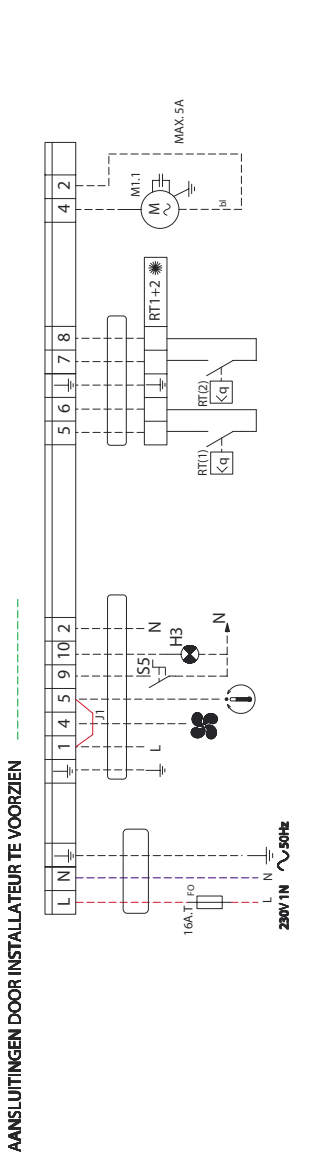 AANSLUITINGEN DOOR INSTALLATEUR TE VOORZIEN
L N 1 4 5 9 10 2 5 6 7 8 4 2
J1
16A.T FO
L N
230V 1N 50Hz
L
S5
H3
N
N
RT1+2
RT(1)
RT(2)
M1.1
M
bl
MAX. 5A